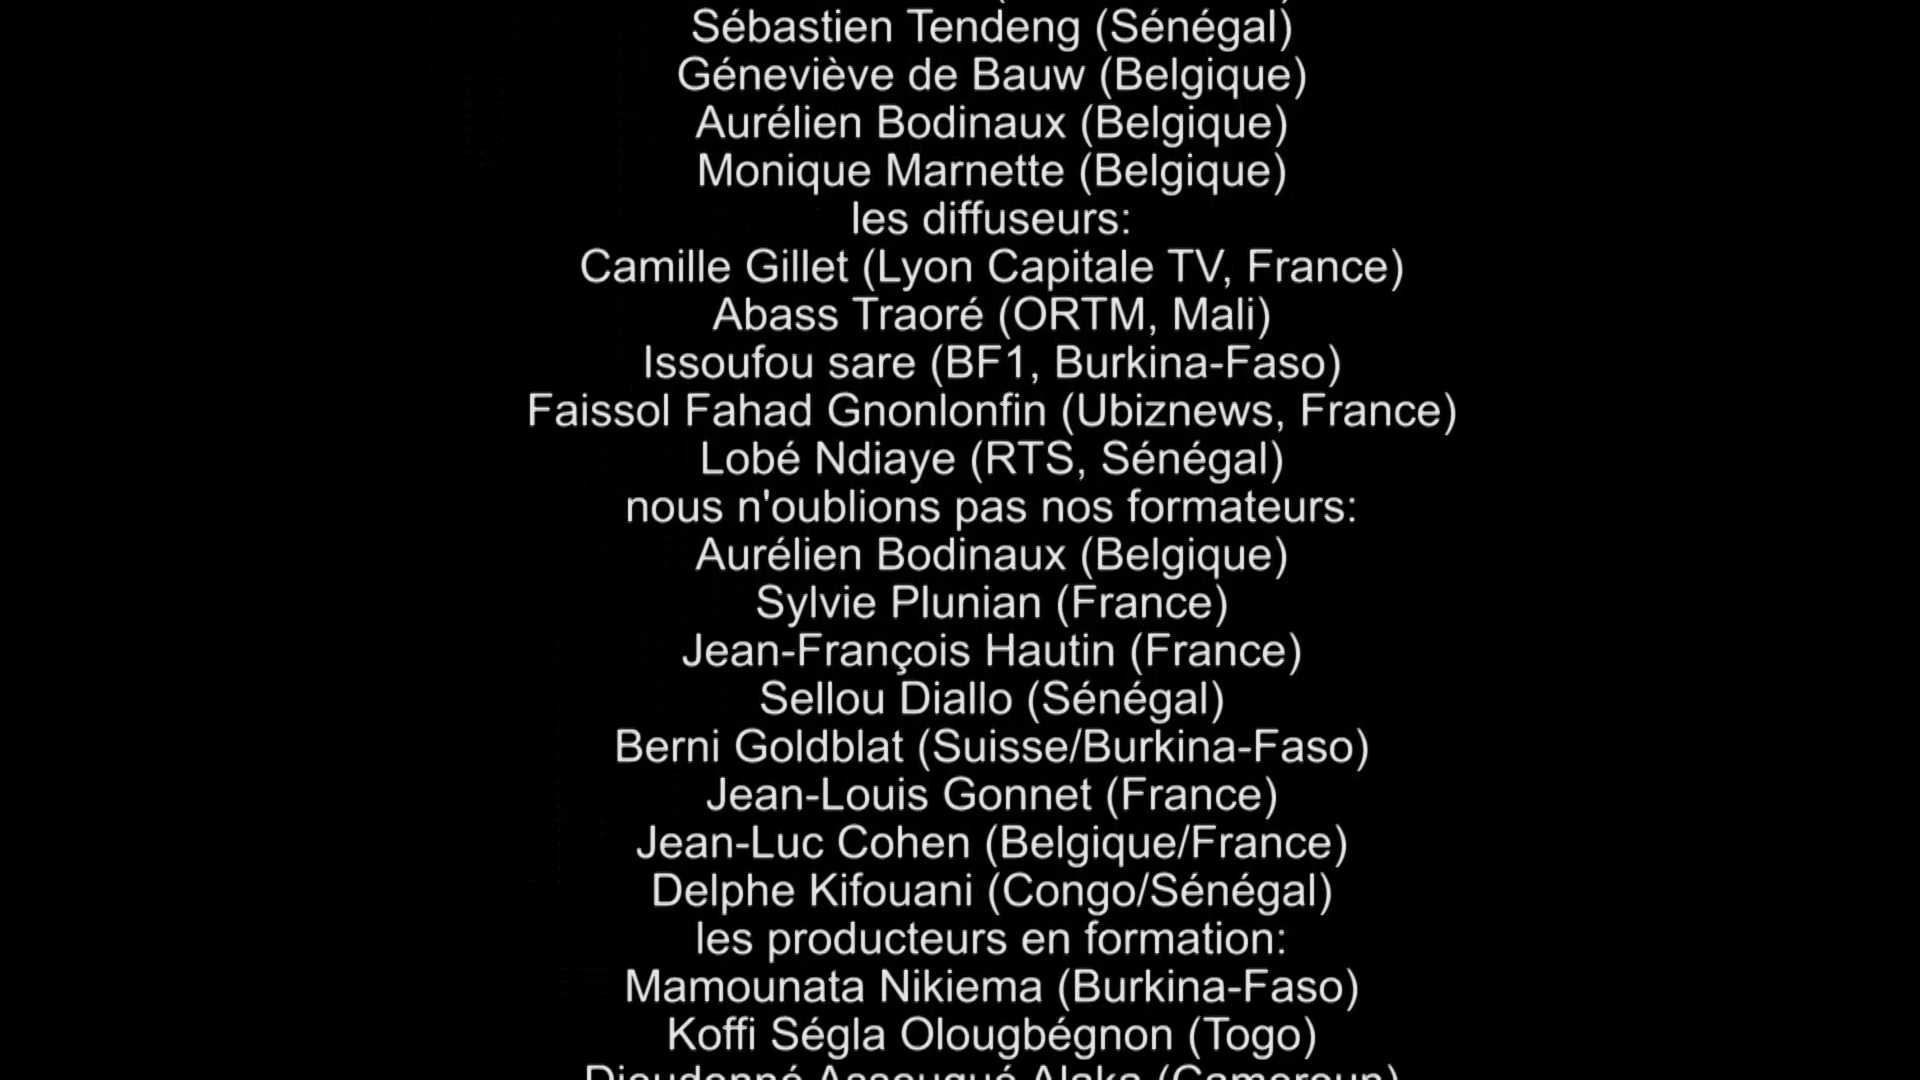 Sébastien Tendeng (Sénégal)
Géneviève de Bauw (Belgique)
Aurélien Bodinaux (Belgique)
Monique Marnette (Belgique)
les diffuseurs:
Camille Gillet (Lyon Capitale TV, France)
Abass Traoré (ORTM, Mali)
Issoufou sare (BF1, Burkina-Faso)
Faissol Fahad Gnonlonfin (Ubiznews, France)
Lobé Ndiaye (RTS, Sénégal)
nous n'oublions pas nos formateurs:
Aurélien Bodinaux (Belgique)
Sylvie Plunian (France)
Jean-François Hautin (France)
Sellou Diallo (Sénégal)
Berni Goldblat (Suisse/Burkina-Faso)
Jean-Louis Gonnet (France)
Jean-Luc Cohen (Belgique/France)
Delphe Kifouani (Congo/Sénégal)
les producteurs en formation:
Mamounata Nikiema (Burkina-Faso)
Koffi Ségla Olougbégnon (Togo)
Dieudonné Alaka (Cameroun)